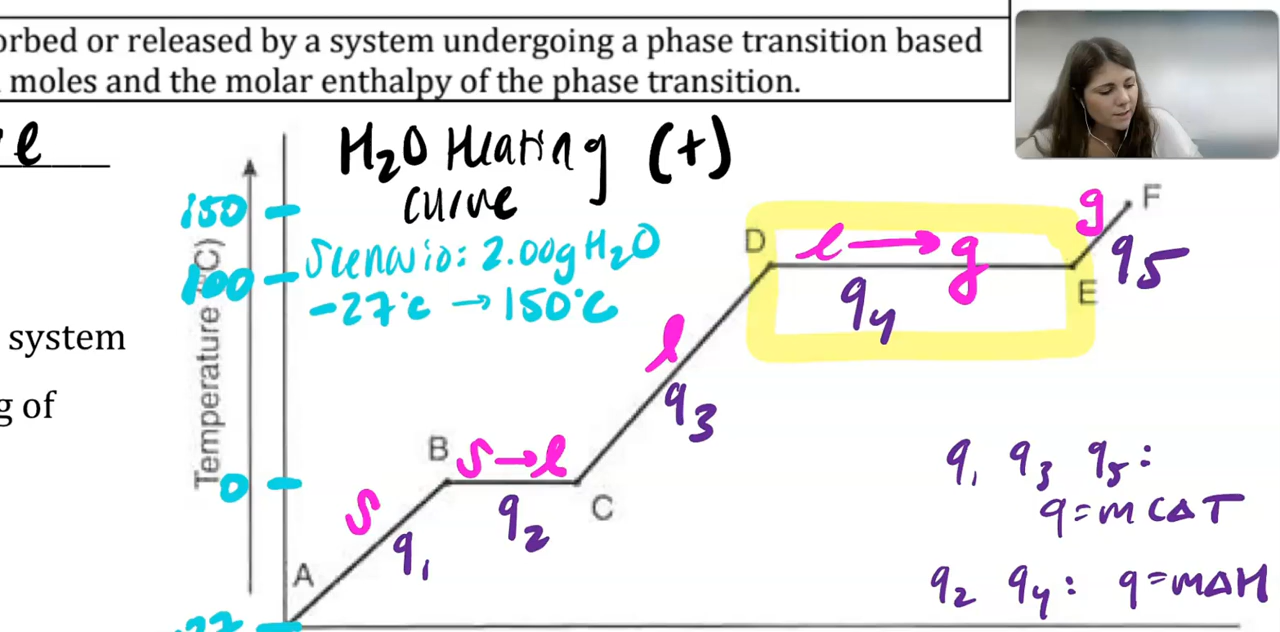 orbed or released by a system undergoing a phase transition based
moles and the molar enthalpy of the phase transition.
H₂O Heating (+)
curve
150
Scenario: 2.00g H₂O
-27°C → 150°C
100
Temperature (°C)
system
g of
0
A
S
q₁
B
S→l
q₂
C
l
q₃
D
l → g
q₄
E
g
q5
F
q₁ q₃ q₅:
q=mCΔT
q₂ q₄: q=mΔH